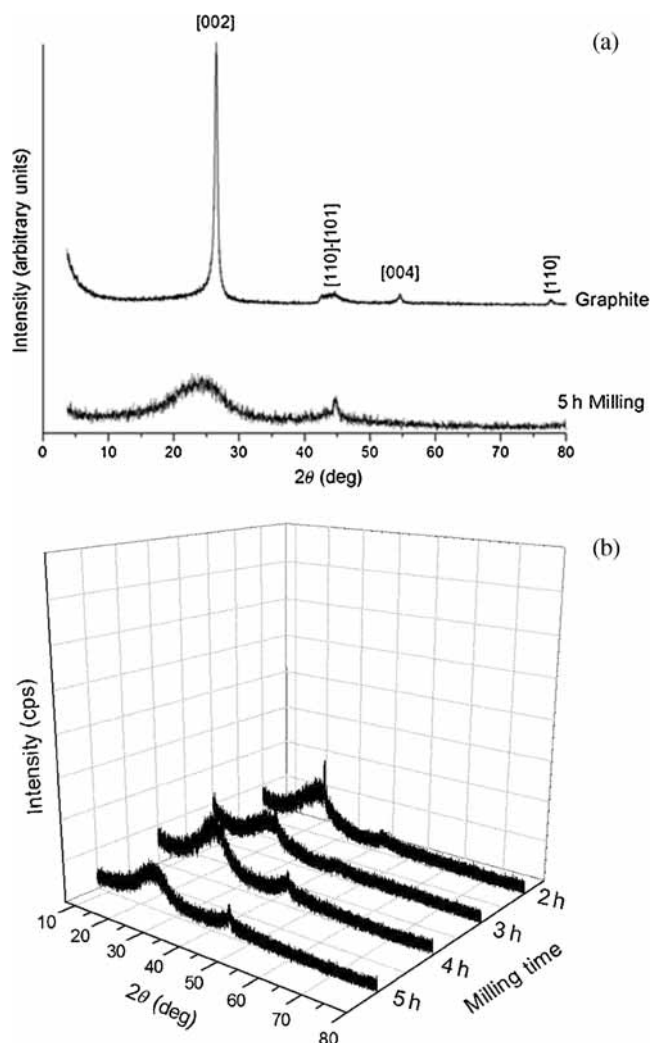 (a)
[002]
[110]-[101]
[004]
[110]
Graphite
5 h Milling
Intensity (arbitrary units)
0 10 20 30 40 50 60 70 80
2θ (deg)
(b)
Intensity (cps)
10 20 30 40 50 60 70 80
2θ (deg)
2 h
3 h
4 h
5 h
Milling time